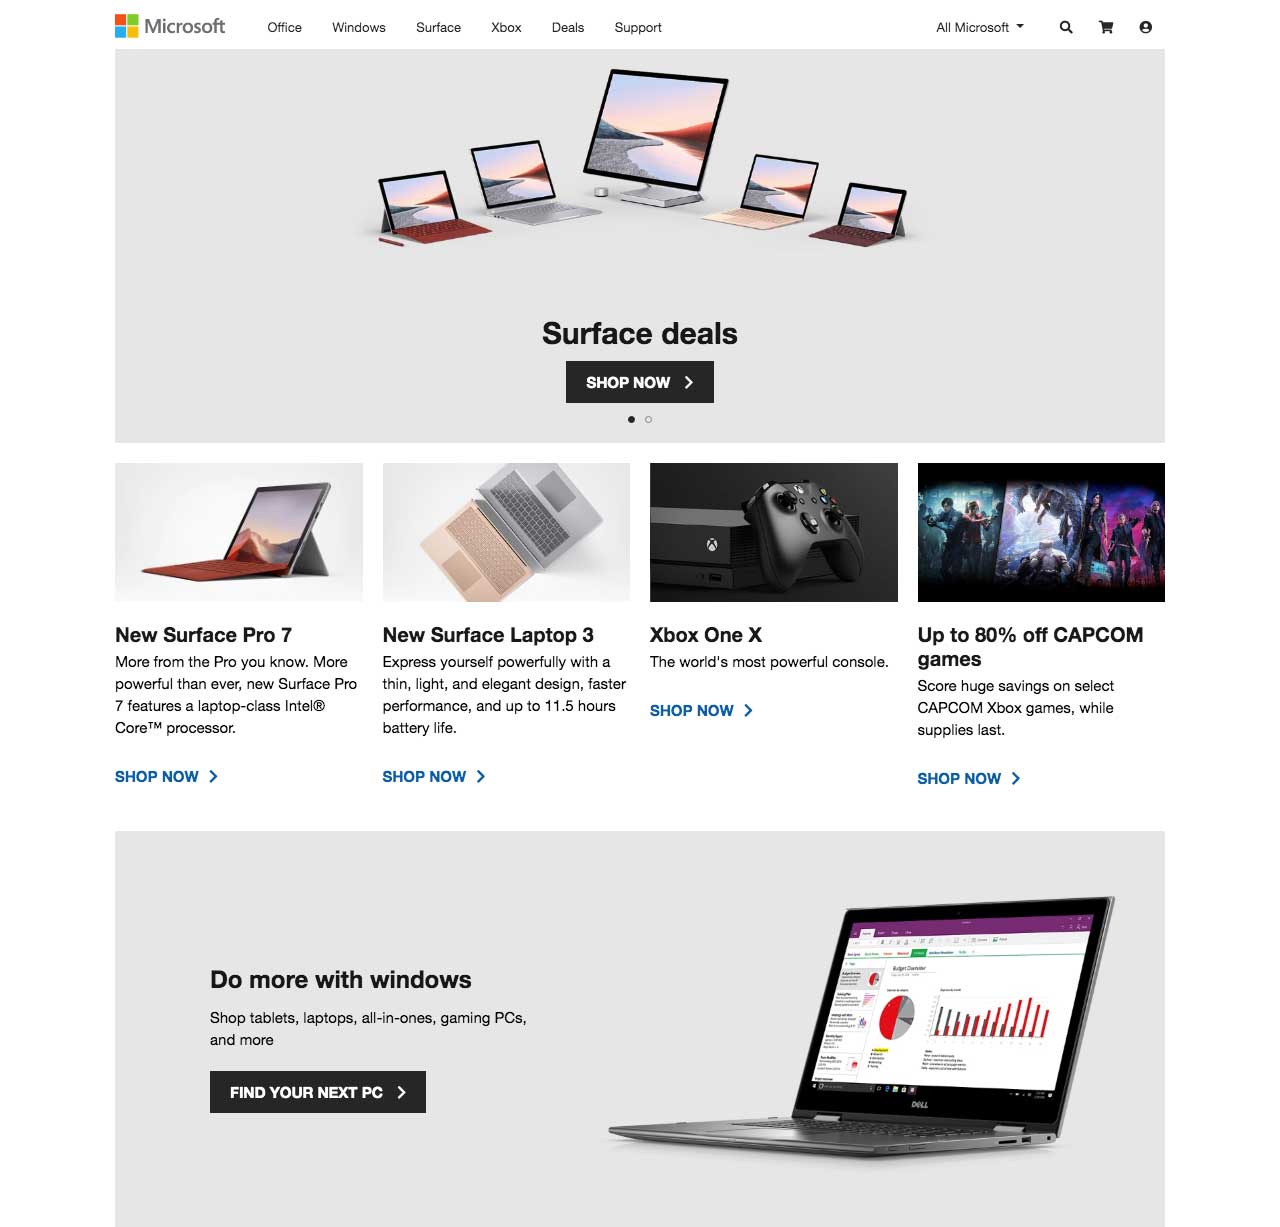 Microsoft
Office Windows Surface Xbox Deals Support All Microsoft
Surface deals
SHOP NOW
New Surface Pro 7
More from the Pro you know. More
powerful than ever, new Surface Pro
7 features a laptop-class Intel®
Core™ processor.
SHOP NOW
New Surface Laptop 3
Express yourself powerfully with a
thin, light, and elegant design, faster
performance, and up to 11.5 hours
battery life.
SHOP NOW
Xbox One X
The world's most powerful console.
SHOP NOW
Up to 80% off CAPCOM
games
Score huge savings on select
CAPCOM Xbox games, while
supplies last.
SHOP NOW
Do more with windows
Shop tablets, laptops, all-in-ones, gaming PCs,
and more
FIND YOUR NEXT PC
Budget Overview
DELL